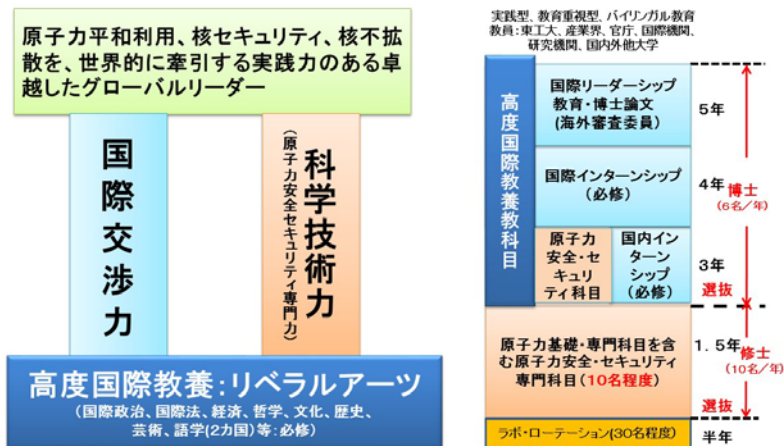 原子力平和利用、核セキュリティ、核不拡
散を、世界的に牽引する実践力のある卓
越したグローバルリーダー
国際交渉力
科学技術力
(原子力安全セキュリティ専門力)
高度国際教養:リベラルアーツ
(国際政治、国際法、経済、哲学、文化、歴史、
芸術、語学(2カ国)等:必修)
実践型、教育重視型、バイリンガル教育
教員:東工大、産業界、官庁、国際機関、
研究機関、国内外他大学
高度国際教養教科目
国際リーダーシップ
教育・博士論文
(海外審査委員)
5年
国際インターンシップ
(必修)
4年
博士
(6名/年)
原子力
安全・セ
キュリ
ティ科目
国内イン
ターン
シップ
(必修)
3年
選抜
原子力基礎・専門科目を含
む原子力安全・セキュリティ
専門科目(10名程度)
1.5年
修士
(10名/年)
選抜
ラボ・ローテーション(30名程度)
半年